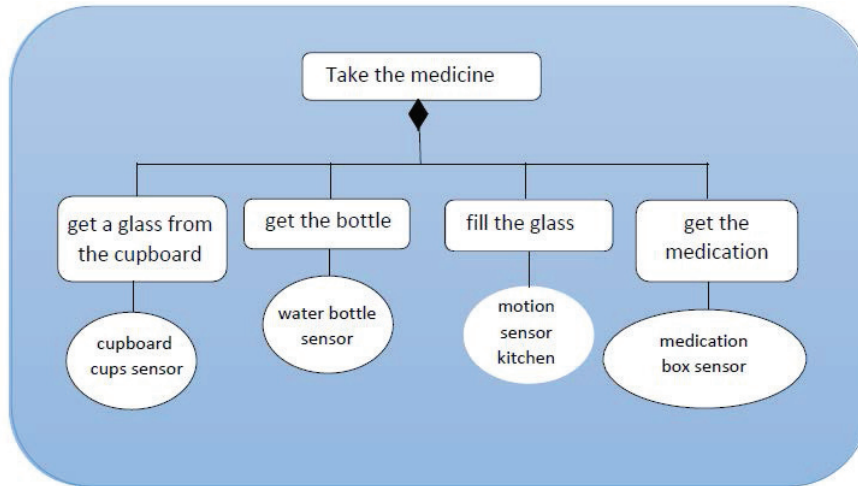 Take the medicine
get a glass from
the cupboard
get the bottle
fill the glass
get the
medication
cupboard
cups sensor
water bottle
sensor
motion
sensor
kitchen
medication
box sensor